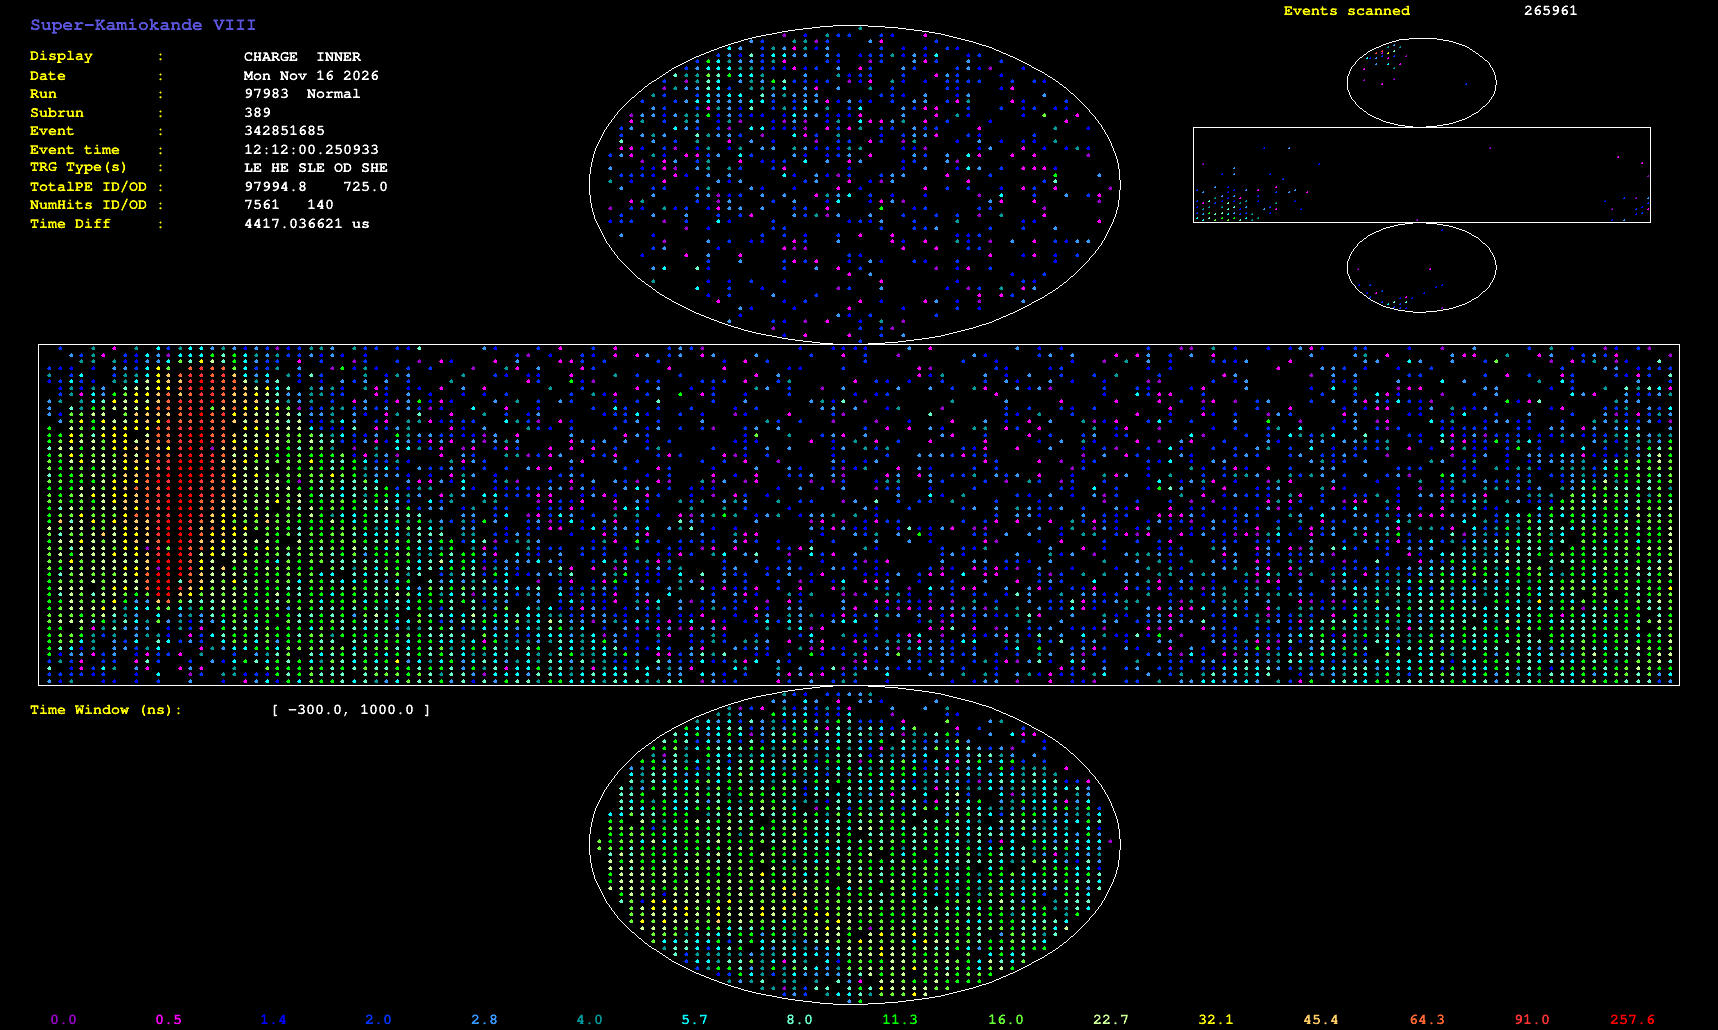 Super-Kamiokande VIII
Events scanned 265961
Display : CHARGE INNER
Date : Mon Nov 16 2026
Run : 97983 Normal
Subrun : 389
Event : 342851685
Event time : 12:12:00.250933
TRG Type(s) : LE HE SLE OD SHE
TotalPE ID/OD : 97994.8 725.0
NumHits ID/OD : 7561 140
Time Diff : 4417.036621 us
Time Window (ns): [ -300.0, 1000.0 ]
0.0 0.5 1.4 2.0 2.8 4.0 5.7 8.0 11.3 16.0 22.7 32.1 45.4 64.3 91.0 257.6